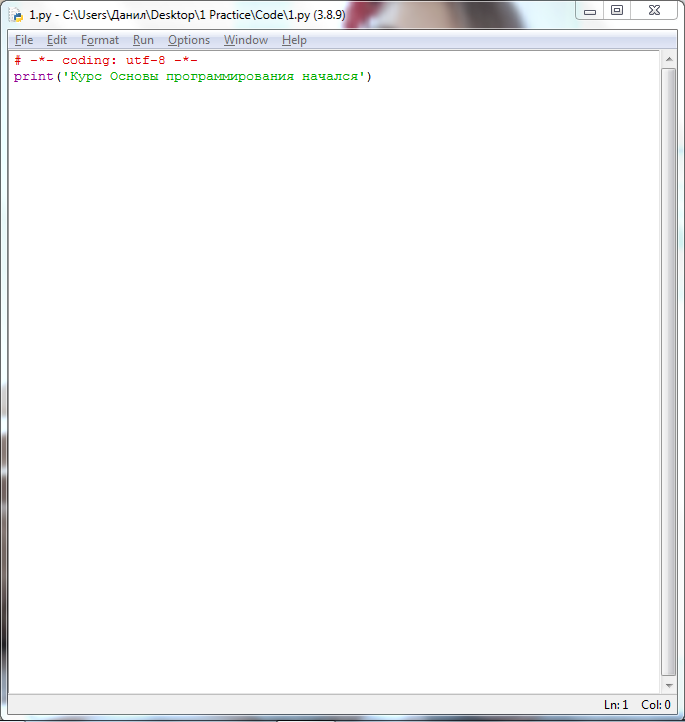 1.py - C:\Users\Данил\Desktop\1 Practice\Code\1.py (3.8.9)
File Edit Format Run Options Window Help
# -*- coding: utf-8 -*-
print('Курс Основы программирования начался')
Ln: 1 Col: 0